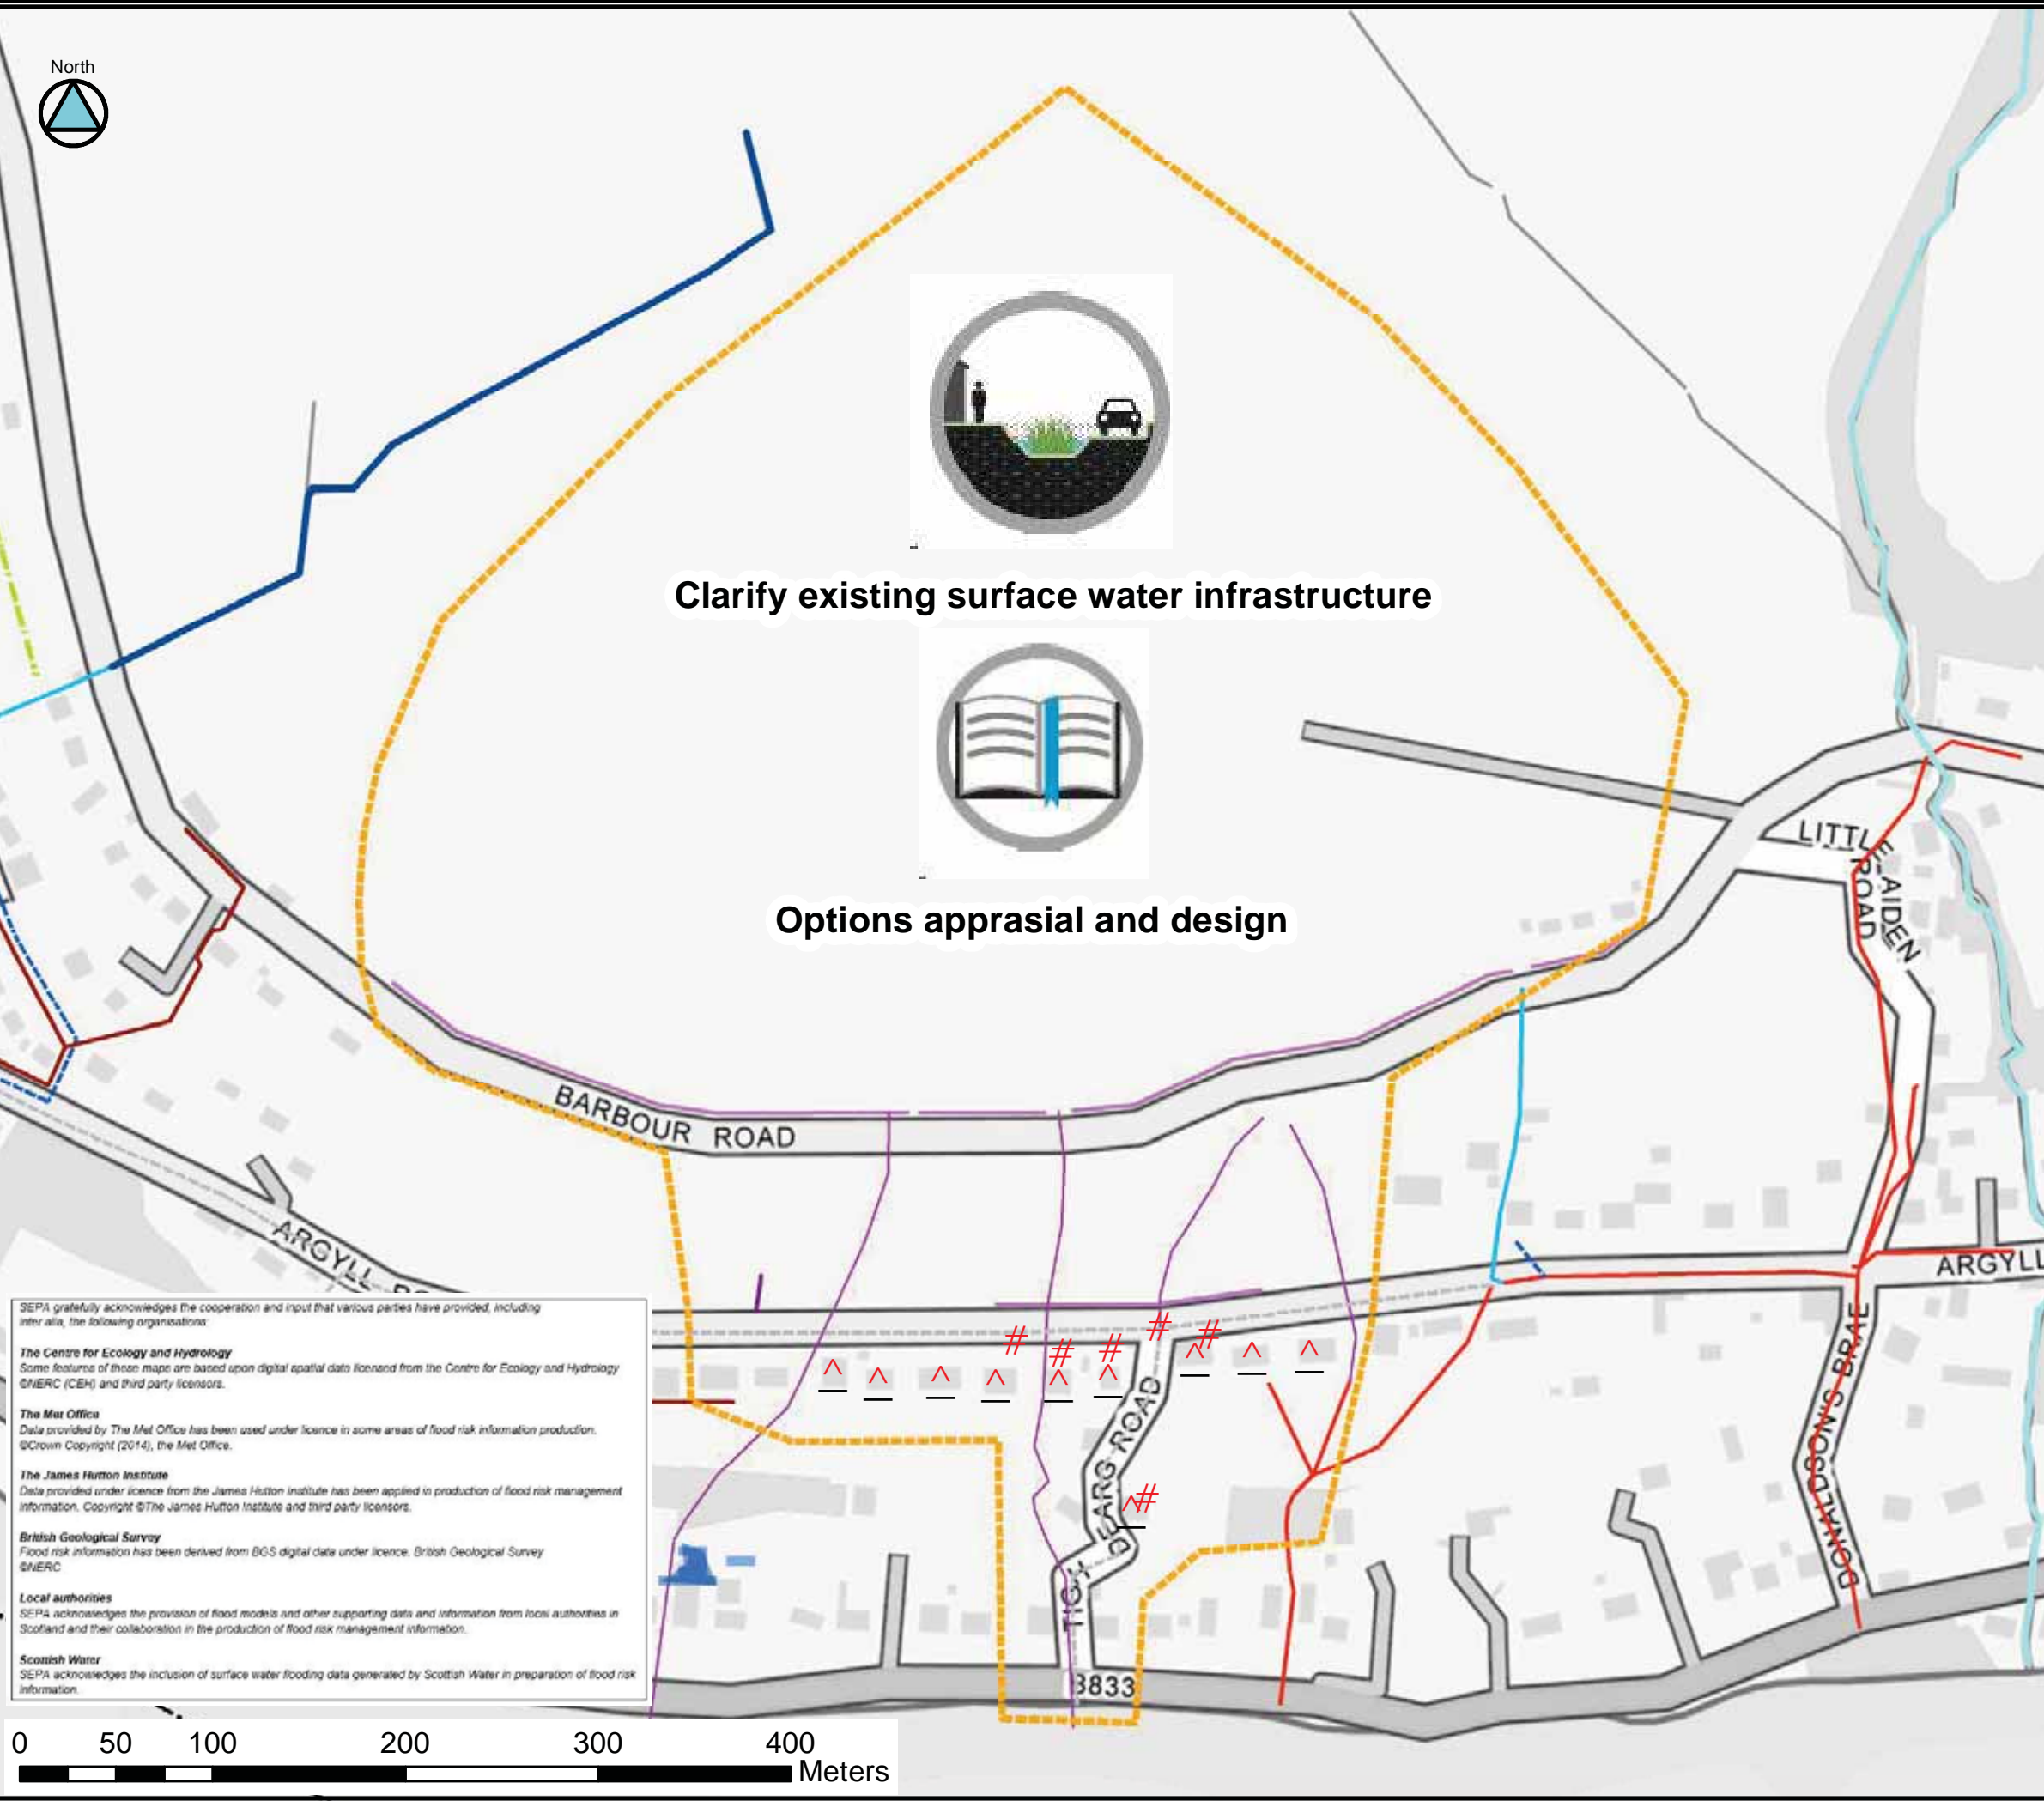 North
Clarify existing surface water infrastructure
Options apprasial and design
LITTLE AIDEN
ROAD
BARBOUR ROAD
ARGYLL
ARGYLL
DONALDSON'S BRAE
TIGH DEARG ROAD
B833
SEPA gratefully acknowledges the cooperation and input that various parties have provided, including
inter alia, the following organisations:
The Centre for Ecology and Hydrology
Some features of these maps are based upon digital spatial data licensed from the Centre for Ecology and Hydrology
©NERC (CEH) and third party licensors.
The Met Office
Data provided by The Met Office has been used under licence in some areas of flood risk information production.
©Crown Copyright (2014), the Met Office.
The James Hutton Institute
Data provided under licence from the James Hutton Institute has been applied in production of flood risk management
information. Copyright ©The James Hutton Institute and third party licensors.
British Geological Survey
Flood risk information has been derived from BGS digital data under licence. British Geological Survey
©NERC
Local authorities
SEPA acknowledges the provision of flood models and other supporting data and information from local authorities in
Scotland and their collaboration in the production of flood risk management information.
Scottish Water
SEPA acknowledges the inclusion of surface water flooding data generated by Scottish Water in preparation of flood risk
information.
0 50 100 200 300 400
Meters